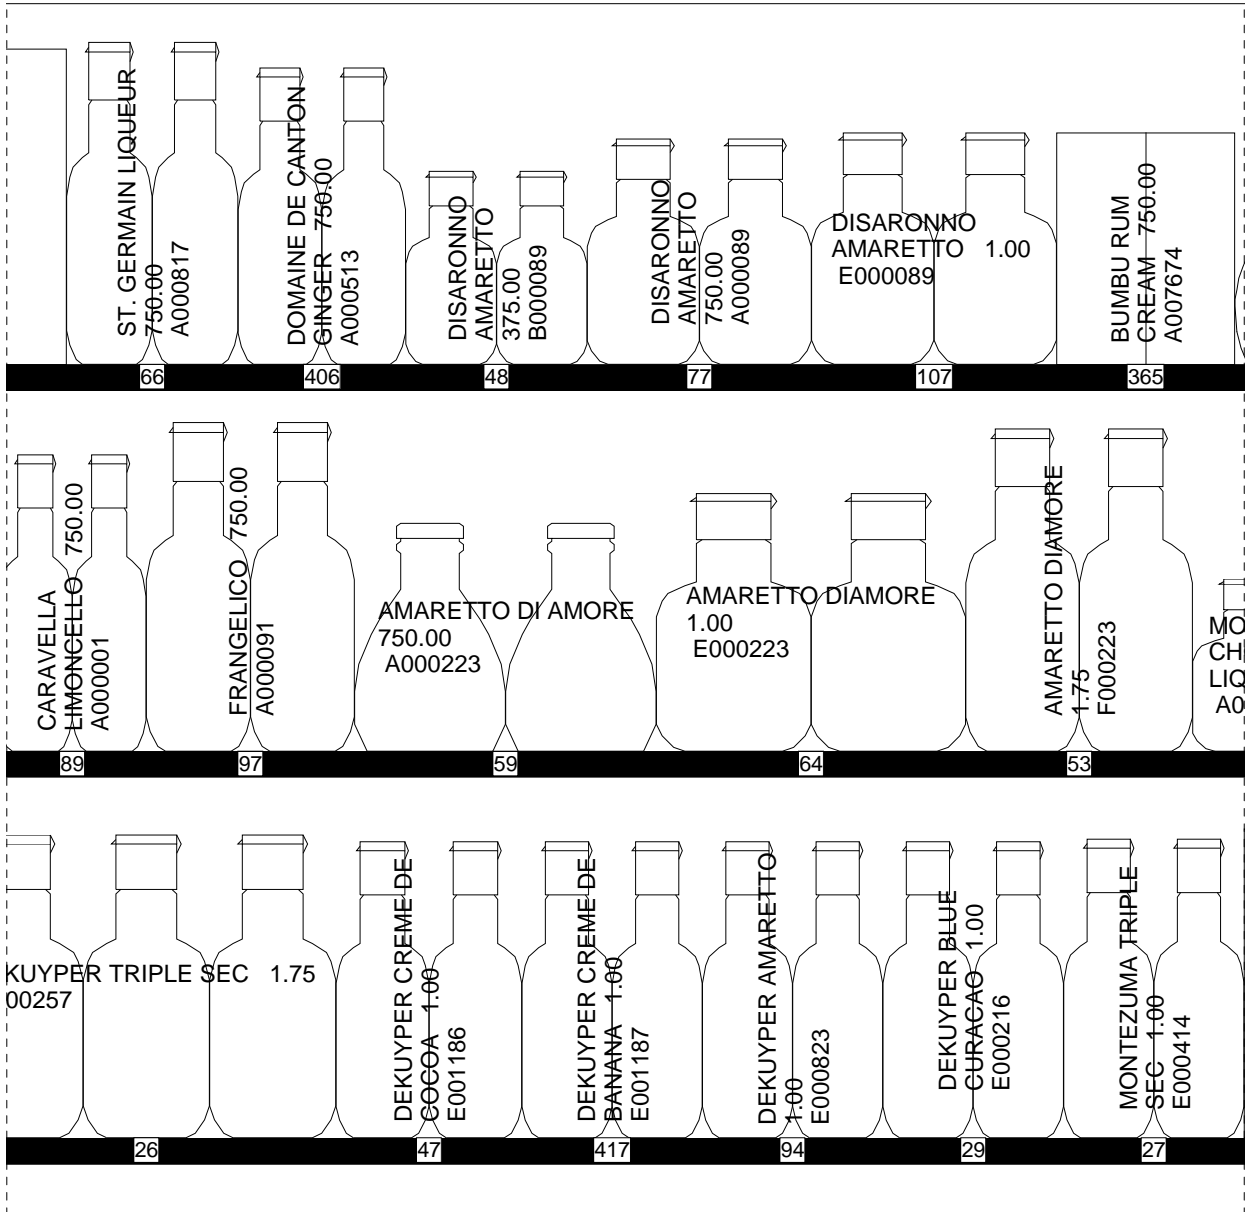 ST. GERMAIN LIQUEUR
750.00
A000817
DOMAINE DE CANTON
GINGER 750.00
A000513
DISARONNO
AMARETTO
375.00
B000089
DISARONNO
AMARETTO
750.00
A000089
DISARONNO
AMARETTO 1.00
E000089
BUMBU RUM
CREAM 750.00
A007674
66
406
48
77
107
365
CARAVELLA
LIMONCELLO 750.00
A000001
FRANGELICO 750.00
A000091
AMARETTO DI AMORE
750.00
A000223
AMARETTO DIAMORE
1.00
E000223
AMARETTO DIAMORE
1.75
F000223
MO
CH
LIQ
A0
89
97
59
64
53
KUYPER TRIPLE SEC 1.75
00257
DEKUYPER CREME DE
COCOA 1.00
E001186
DEKUYPER CREME DE
BANANA 1.00
E001187
DEKUYPER AMARETTO
1.00
E000823
DEKUYPER BLUE
CURACAO 1.00
E000216
MONTEZUMA TRIPLE
SEC 1.00
E000414
26
47
417
94
29
27